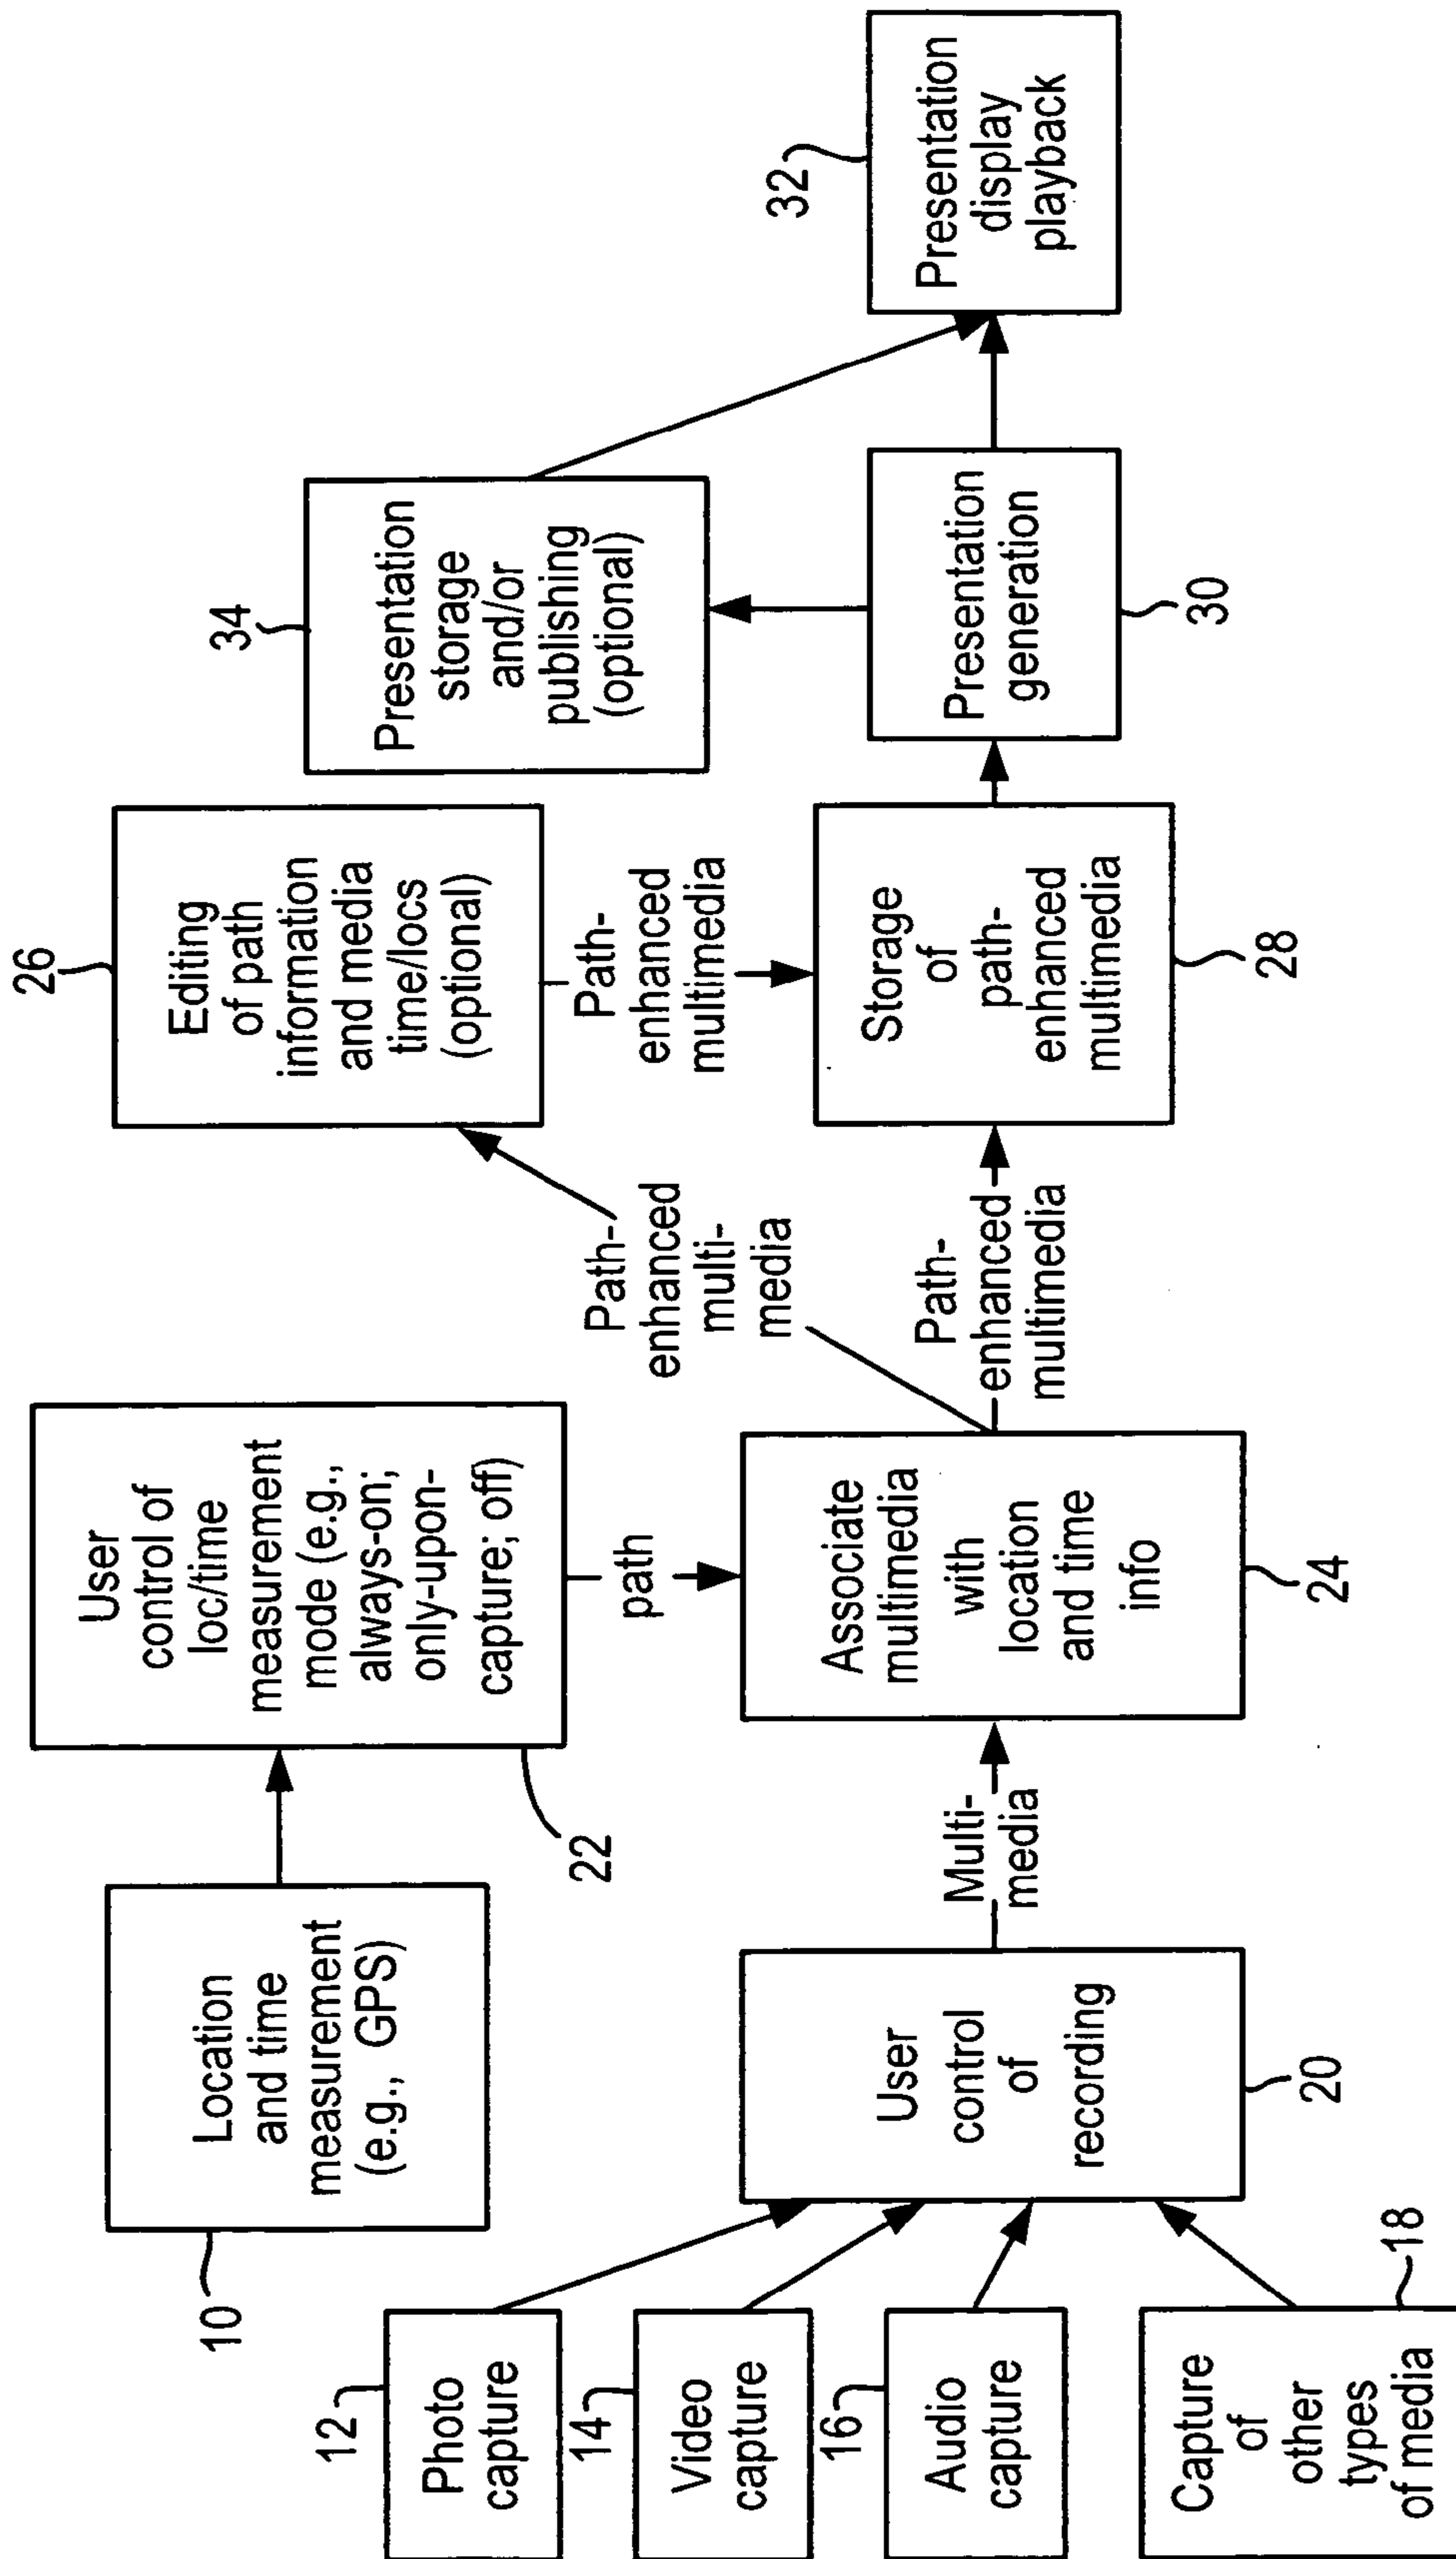 10
Location
and time
measurement
(e.g., GPS)
22
User
control of
loc/time
measurement
mode (e.g.,
always-on;
only-upon-
capture; off)
path
12
Photo
capture
14
Video
capture
16
Audio
capture
18
Capture
of
other
types
of media
20
User
control
of
recording
Multi-
media
24
Associate
multimedia
with
location
and time
info
Path-
enhanced
multi-
media
Path-
enhanced
multimedia
26
Editing
of path
information
and media
time/locs
(optional)
Path-
enhanced
multimedia
28
Storage
of
path-
enhanced
multimedia
30
Presentation
generation
34
Presentation
storage
and/or
publishing
(optional)
32
Presentation
display
playback